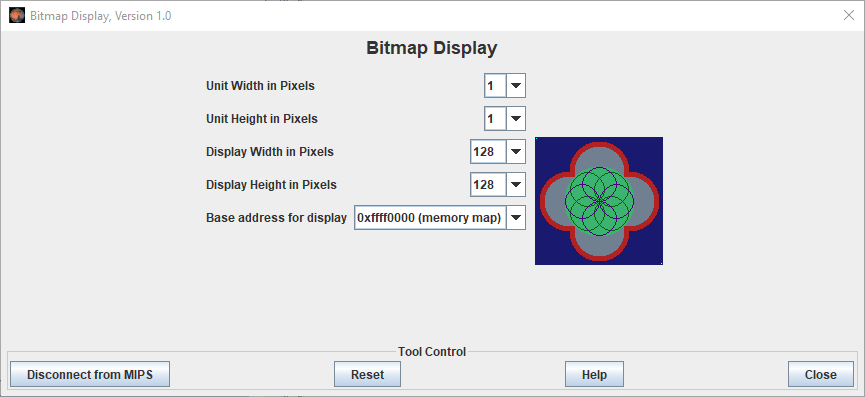 Bitmap Display, Version 1.0
Bitmap Display
Unit Width in Pixels 1
Unit Height in Pixels 1
Display Width in Pixels 128
Display Height in Pixels 128
Base address for display 0xffff0000 (memory map)
Tool Control
Disconnect from MIPS Reset Help Close